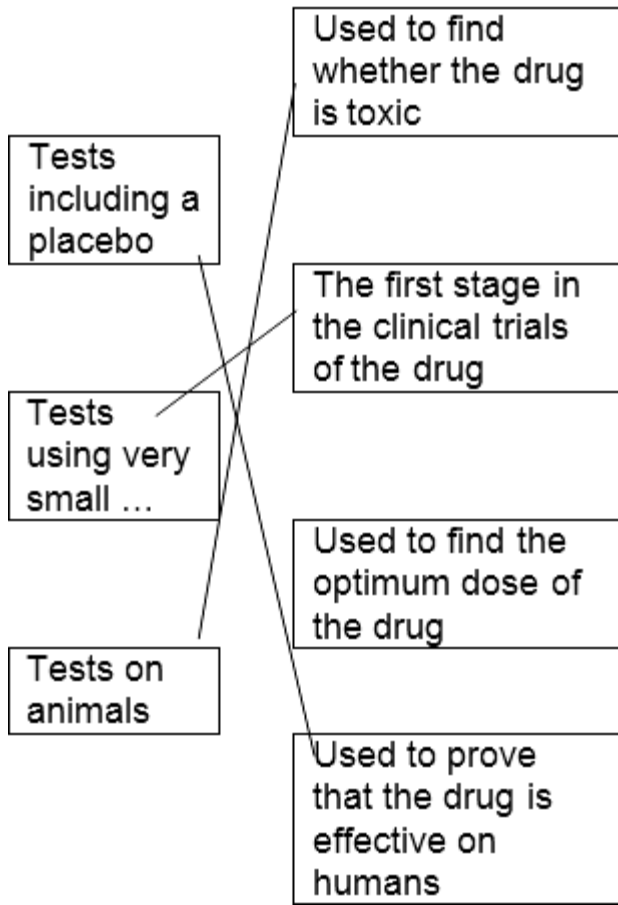 Tests
including a
placebo
Tests
using very
small …
Tests on
animals
Used to find
whether the drug
is toxic
The first stage in
the clinical trials
of the drug
Used to find the
optimum dose of
the drug
Used to prove
that the drug is
effective on
humans